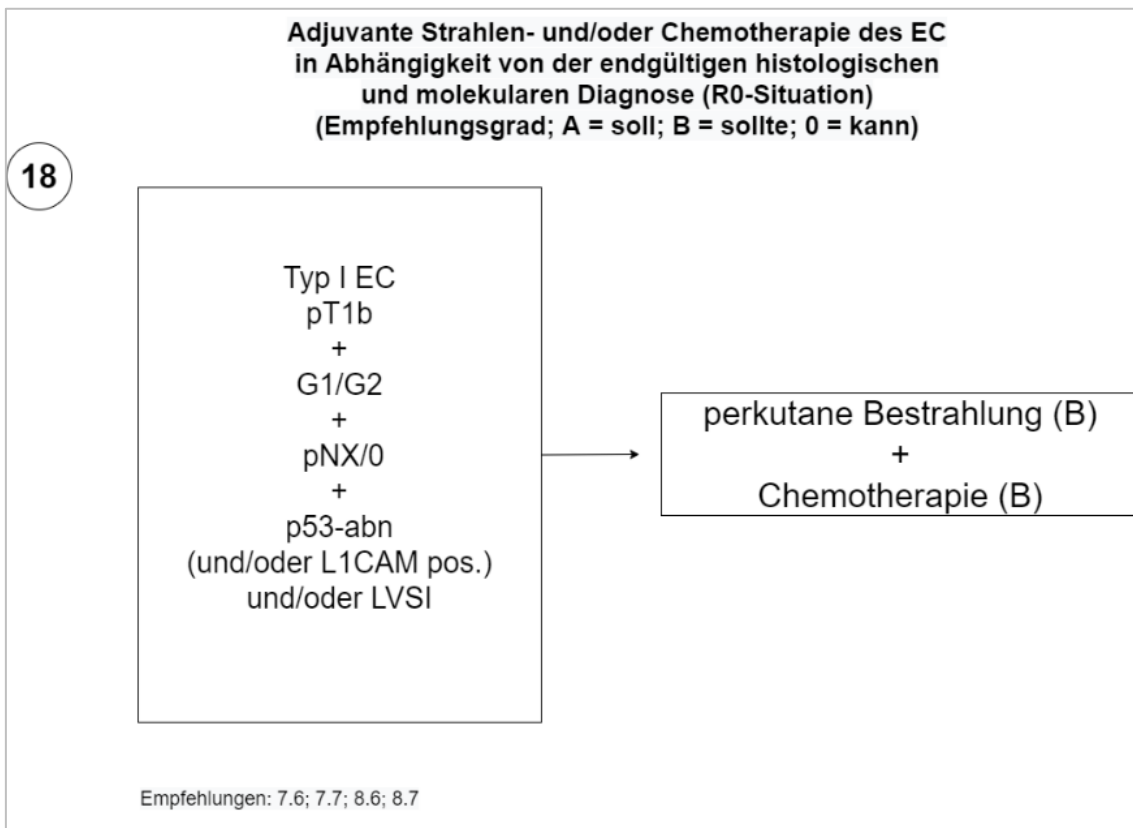 Adjuvante Strahlen- und/oder Chemotherapie des EC
in Abhängigkeit von der endgültigen histologischen
und molekularen Diagnose (R0-Situation)
(Empfehlungsgrad; A = soll; B = sollte; 0 = kann)
18
Typ I EC
pT1b
+
G1/G2
+
pNX/0
+
p53-abn
(und/oder L1CAM pos.)
und/oder LVSI
perkutane Bestrahlung (B)
+
Chemotherapie (B)
Empfehlungen: 7.6; 7.7; 8.6; 8.7